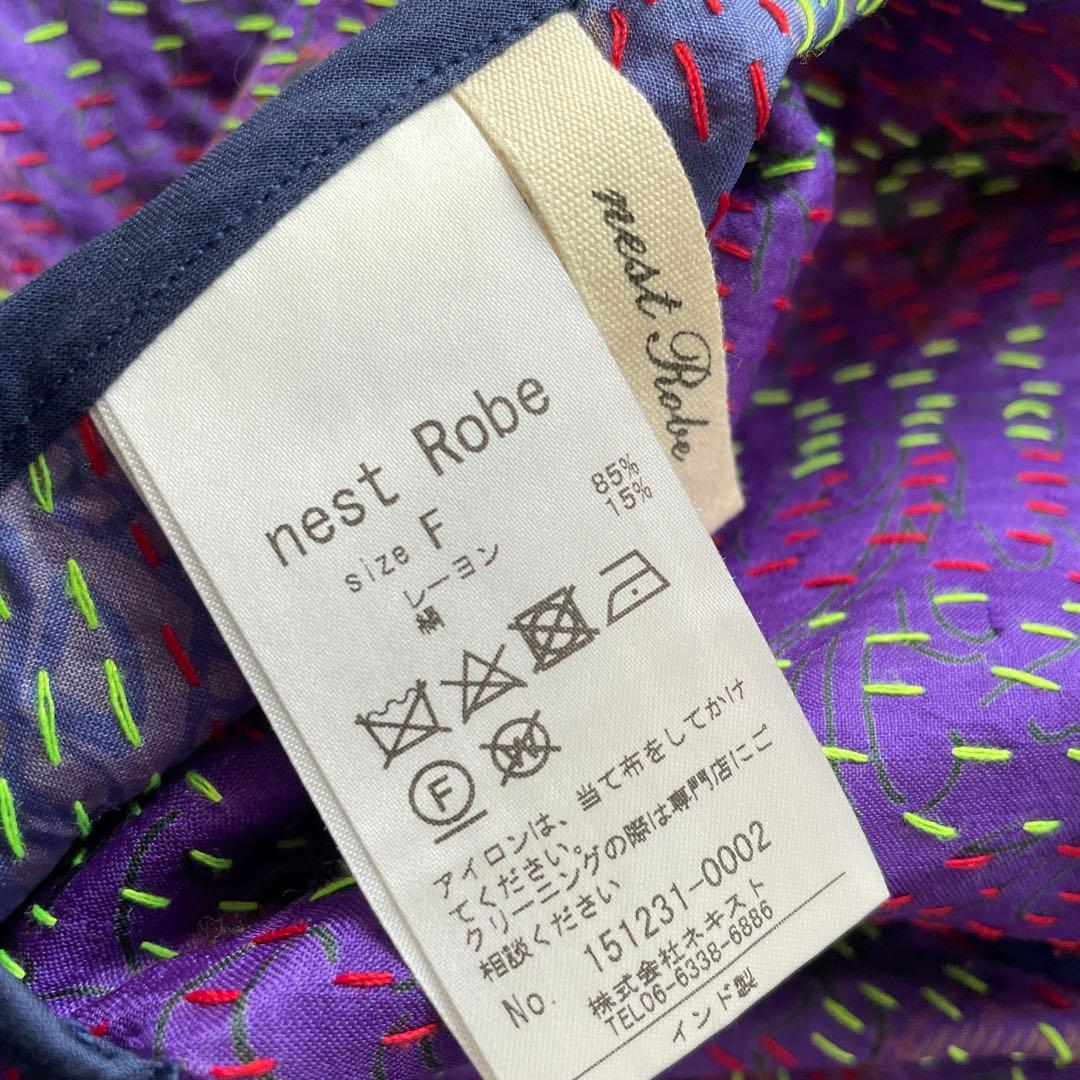 nest Robe
nest Robe
size F
レーヨン 85%
絹 15%
F
W
アイロンは、当て布をしてかけ
てください。
クリーニングの際は専門店にご
相談ください
No. 151231-0002
株式会社ネキスト
TEL06-6338-6886
インド製